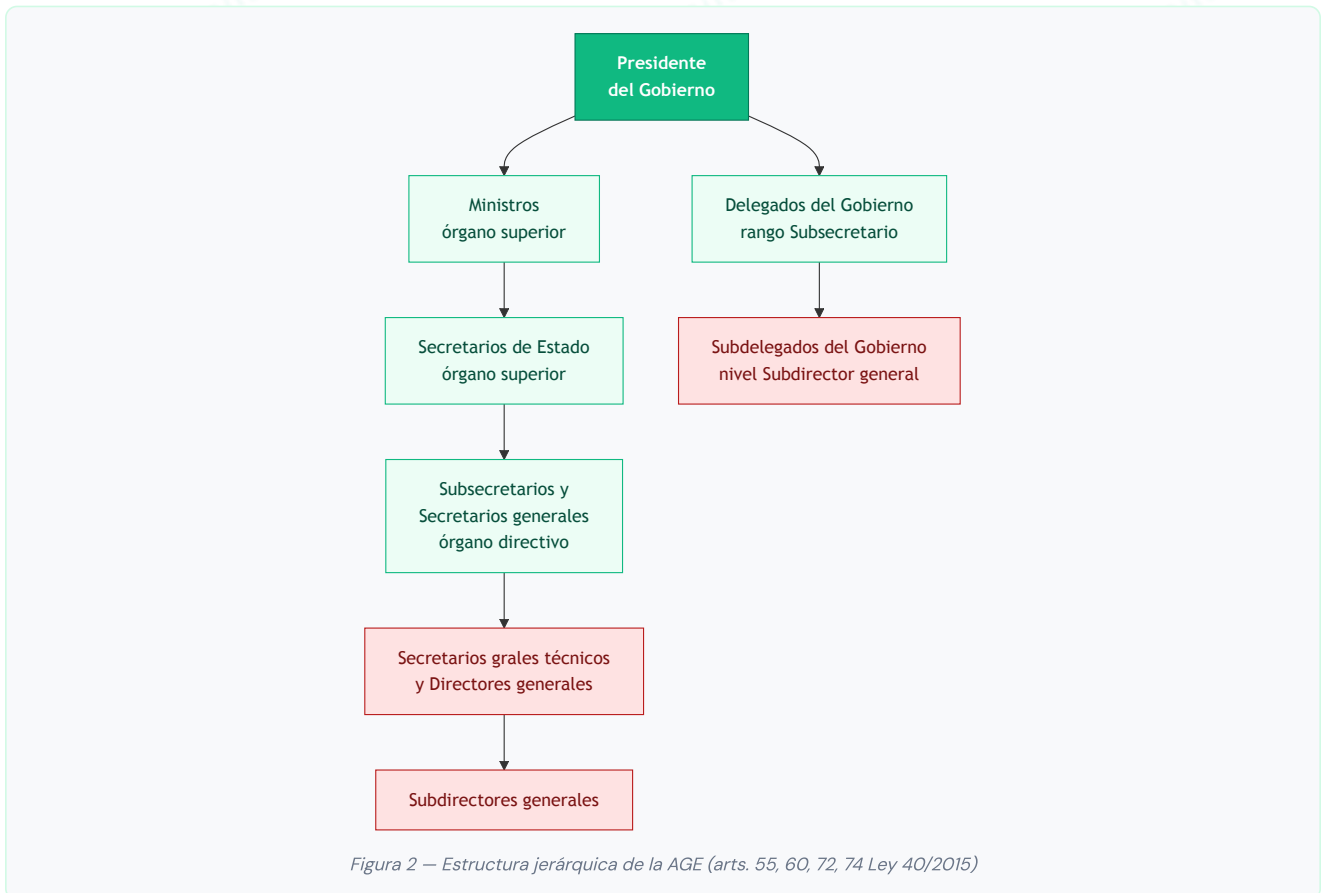 Presidente
del Gobierno
Ministros
órgano superior
Delegados del Gobierno
rango Subsecretario
Secretarios de Estado
órgano superior
Subdelegados del Gobierno
nivel Subdirector general
Subsecretarios y
Secretarios generales
órgano directivo
Secretarios grales técnicos
y Directores generales
Subdirectores generales
Figura 2 — Estructura jerárquica de la AGE (arts. 55, 60, 72, 74 Ley 40/2015)